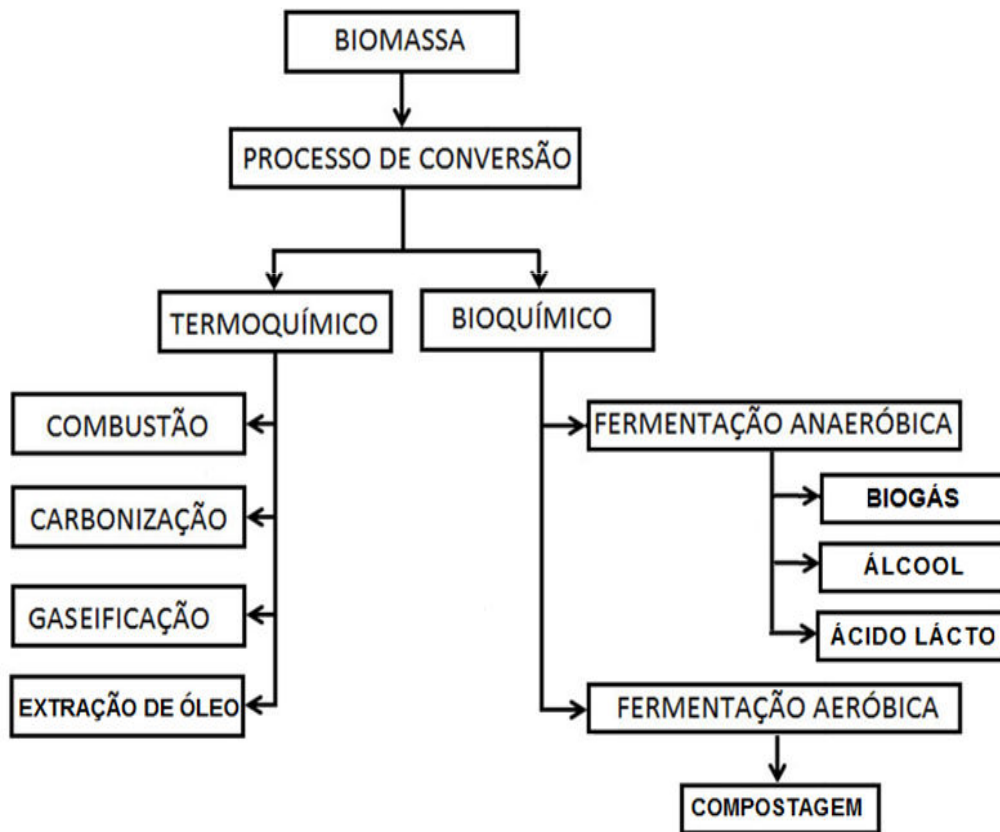 BIOMASSA
PROCESSO DE CONVERSÃO
TERMOQUÍMICO
BIOQUÍMICO
COMBUSTÃO
CARBONIZAÇÃO
GASEIFICAÇÃO
EXTRAÇÃO DE ÓLEO
FERMENTAÇÃO ANAERÓBICA
BIOGÁS
ÁLCOOL
ÁCIDO LÁCTO
FERMENTAÇÃO AERÓBICA
COMPOSTAGEM